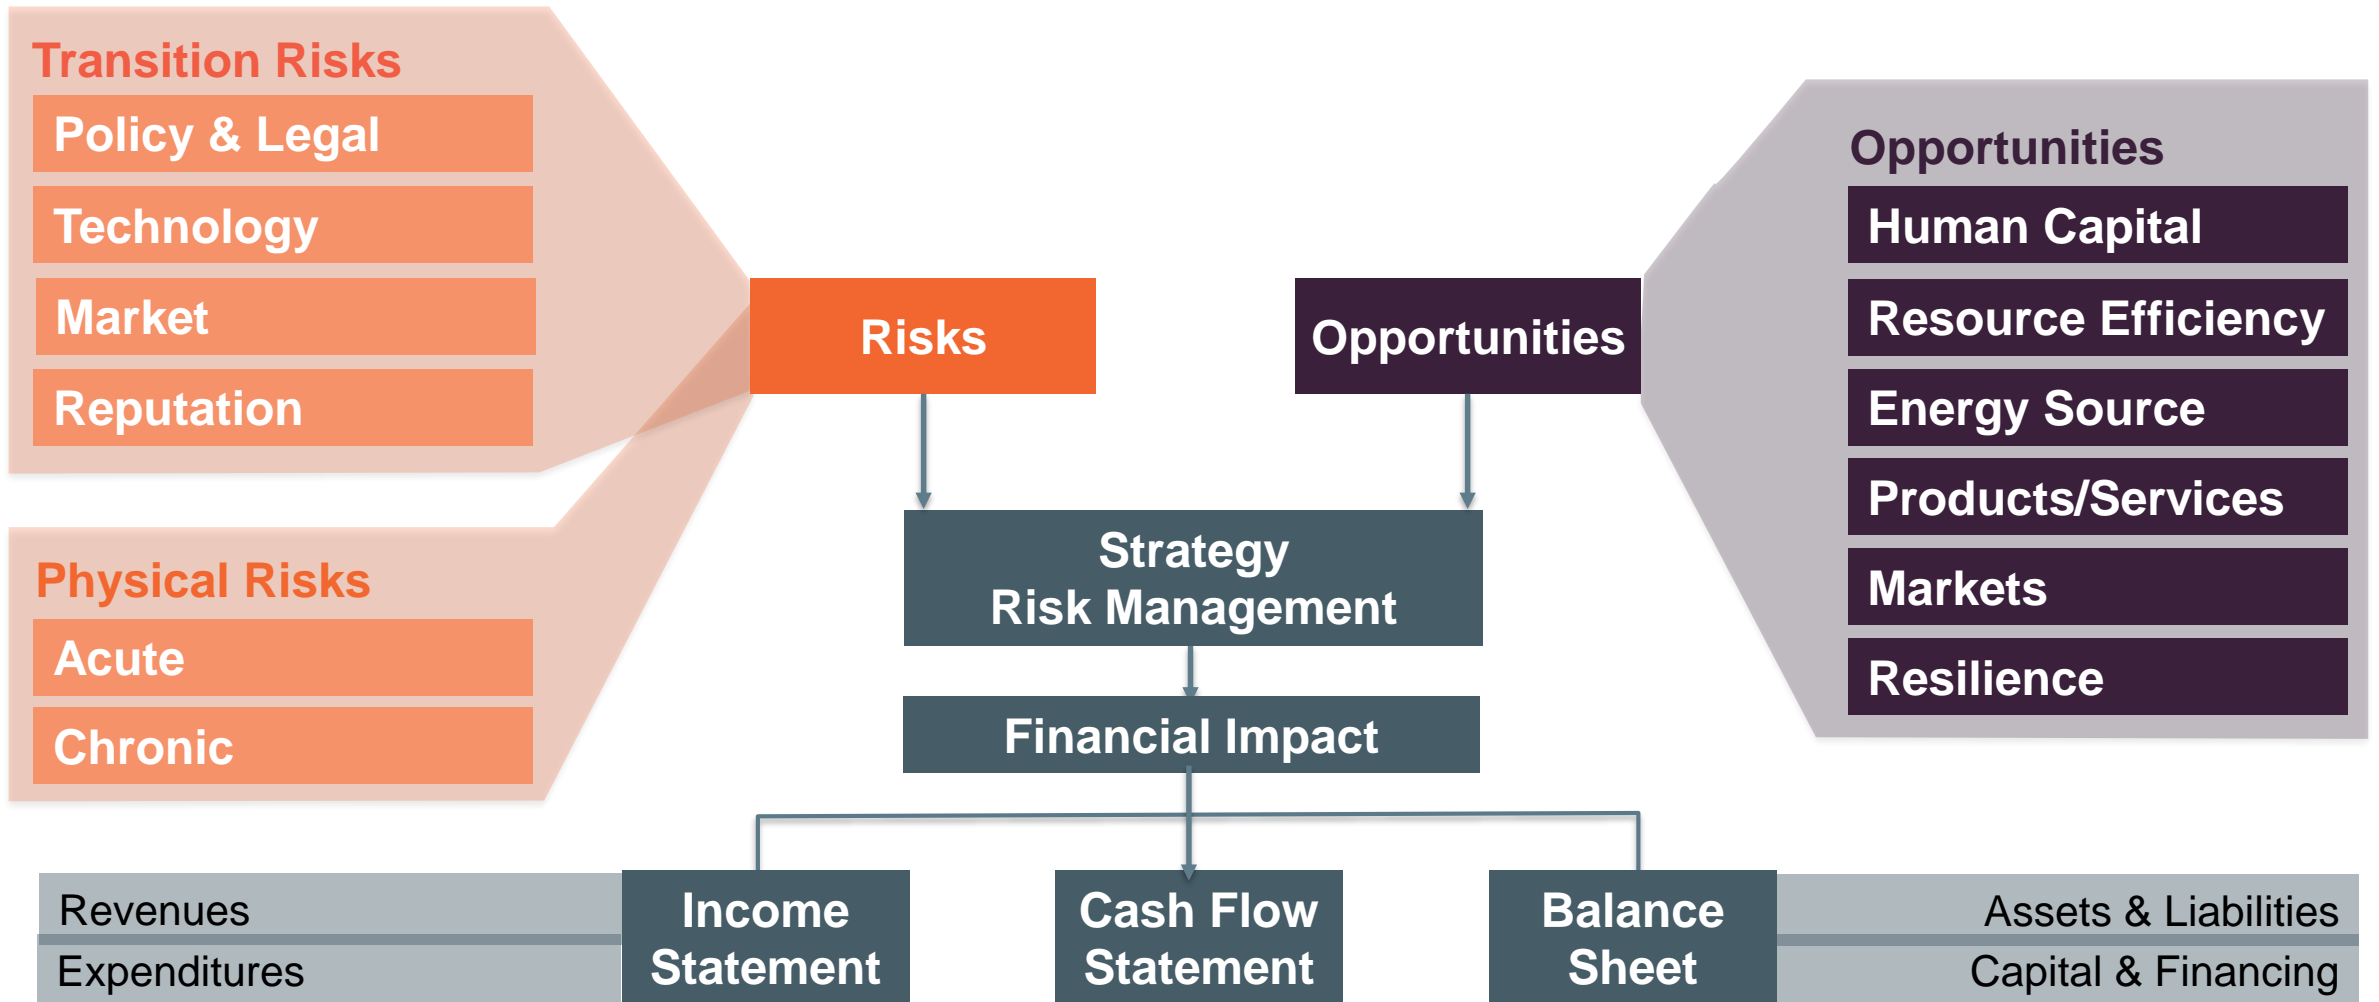 Transition Risks
Policy & Legal
Technology
Market
Reputation
Physical Risks
Acute
Chronic
Risks
Opportunities
Opportunities
Human Capital
Resource Efficiency
Energy Source
Products/Services
Markets
Resilience
Strategy
Risk Management
Financial Impact
Revenues
Expenditures
Income
Statement
Cash Flow
Statement
Balance
Sheet
Assets & Liabilities
Capital & Financing